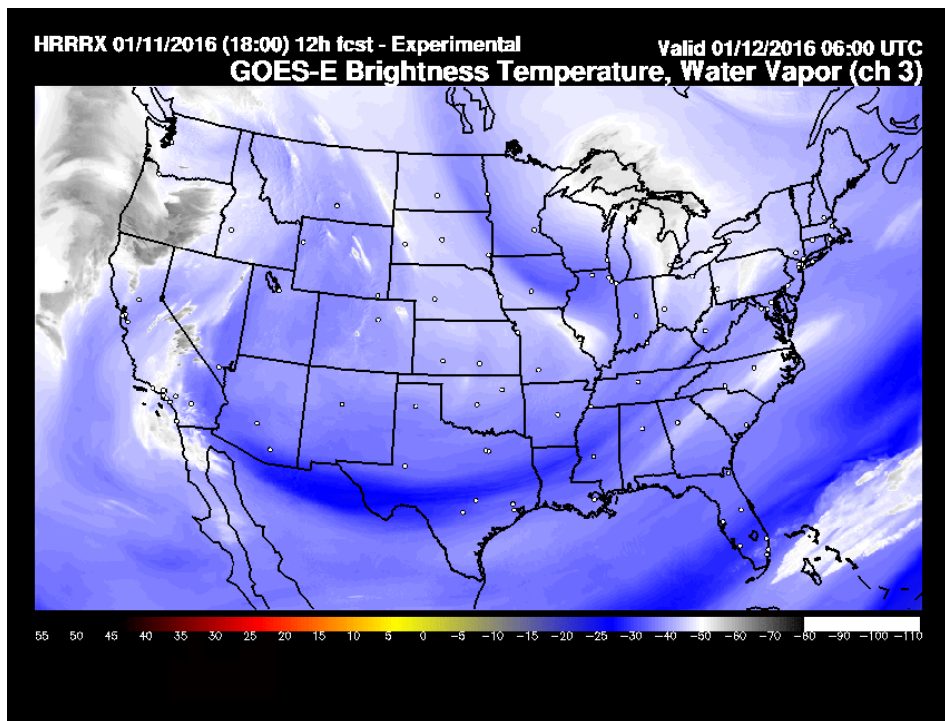 HRRRX 01/11/2016 (18:00) 12h fcst - Experimental
Valid 01/12/2016 06:00 UTC
GOES-E Brightness Temperature, Water Vapor (ch 3)
55 50 45 40 35 30 25 20 15 10 5 0 -5 -10 -15 -20 -25 -30 -40 -50 -60 -70 -80 -90 -100 -110